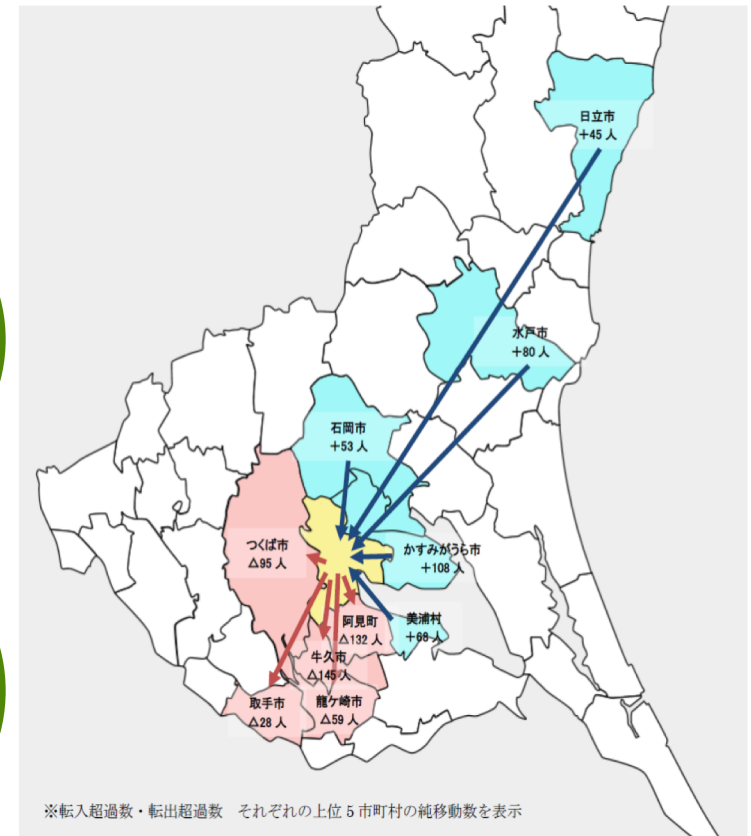 日立市
+45 人
水戸市
+80 人
石岡市
+53 人
つくば市
△95 人
かすみがうら市
+108 人
阿見町
△132 人
美浦村
+68 人
牛久市
△145 人
取手市
△28 人
龍ケ崎市
△59 人
※転入超過数・転出超過数 それぞれの上位 5 市町村の純移動数を表示